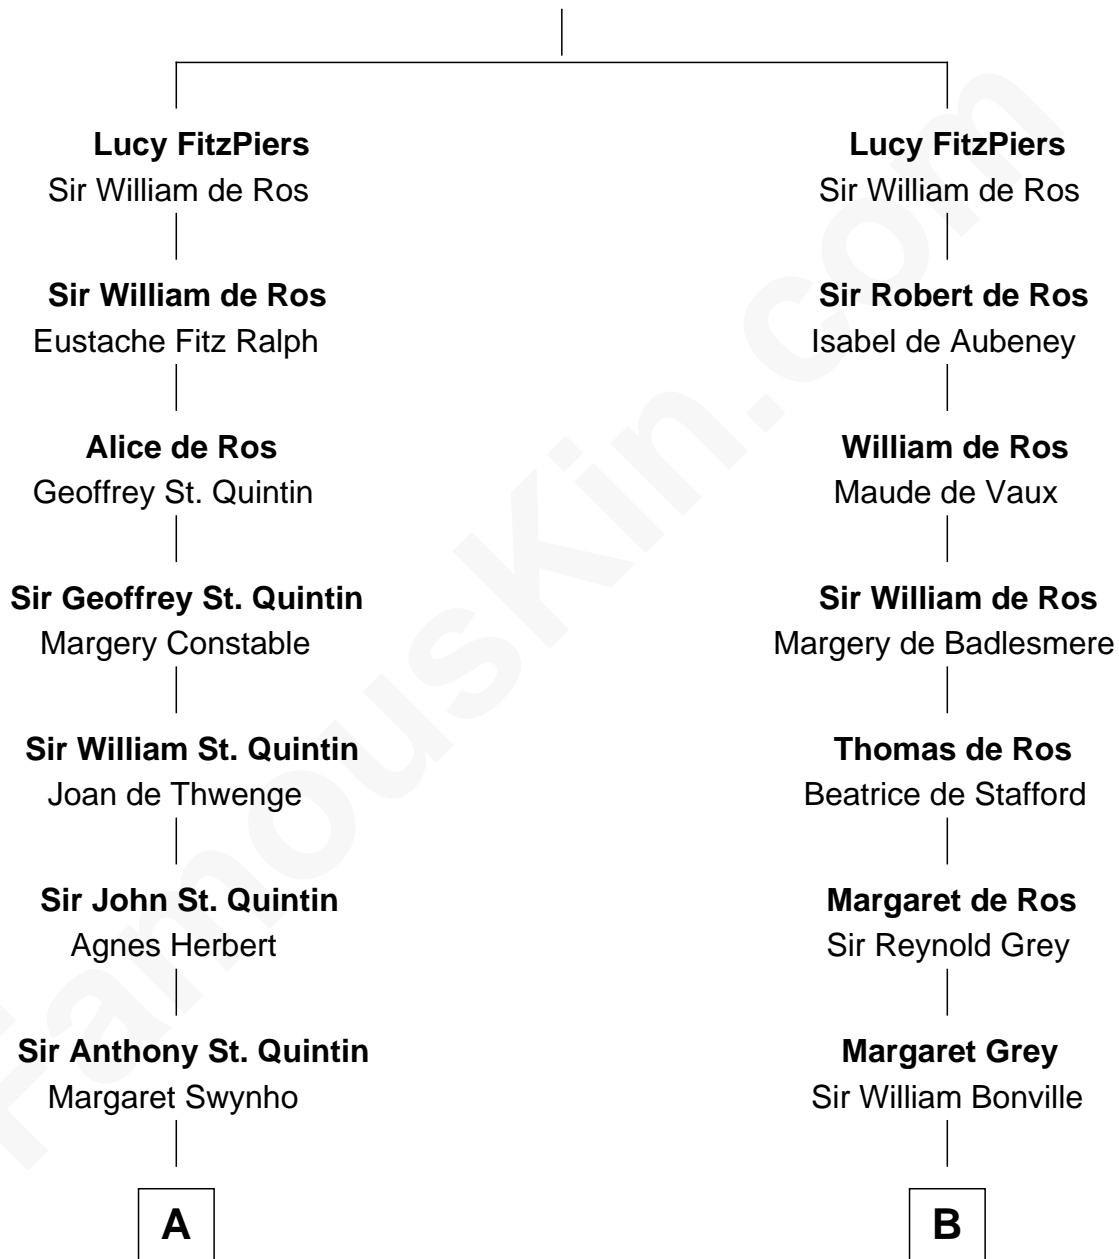 Lucy FitzPiers
Sir William de Ros
Sir William de Ros
Eustache Fitz Ralph
Alice de Ros
Geoffrey St. Quintin
Sir Geoffrey St. Quintin
Margery Constable
Sir William St. Quintin
Joan de Thwenge
Sir John St. Quintin
Agnes Herbert
Sir Anthony St. Quintin
Margaret Swynho
A
Lucy FitzPiers
Sir William de Ros
Sir Robert de Ros
Isabel de Aubeney
William de Ros
Maude de Vaux
Sir William de Ros
Margery de Badlesmere
Thomas de Ros
Beatrice de Stafford
Margaret de Ros
Sir Reynold Grey
Margaret Grey
Sir William Bonville
B
FamousKin.com